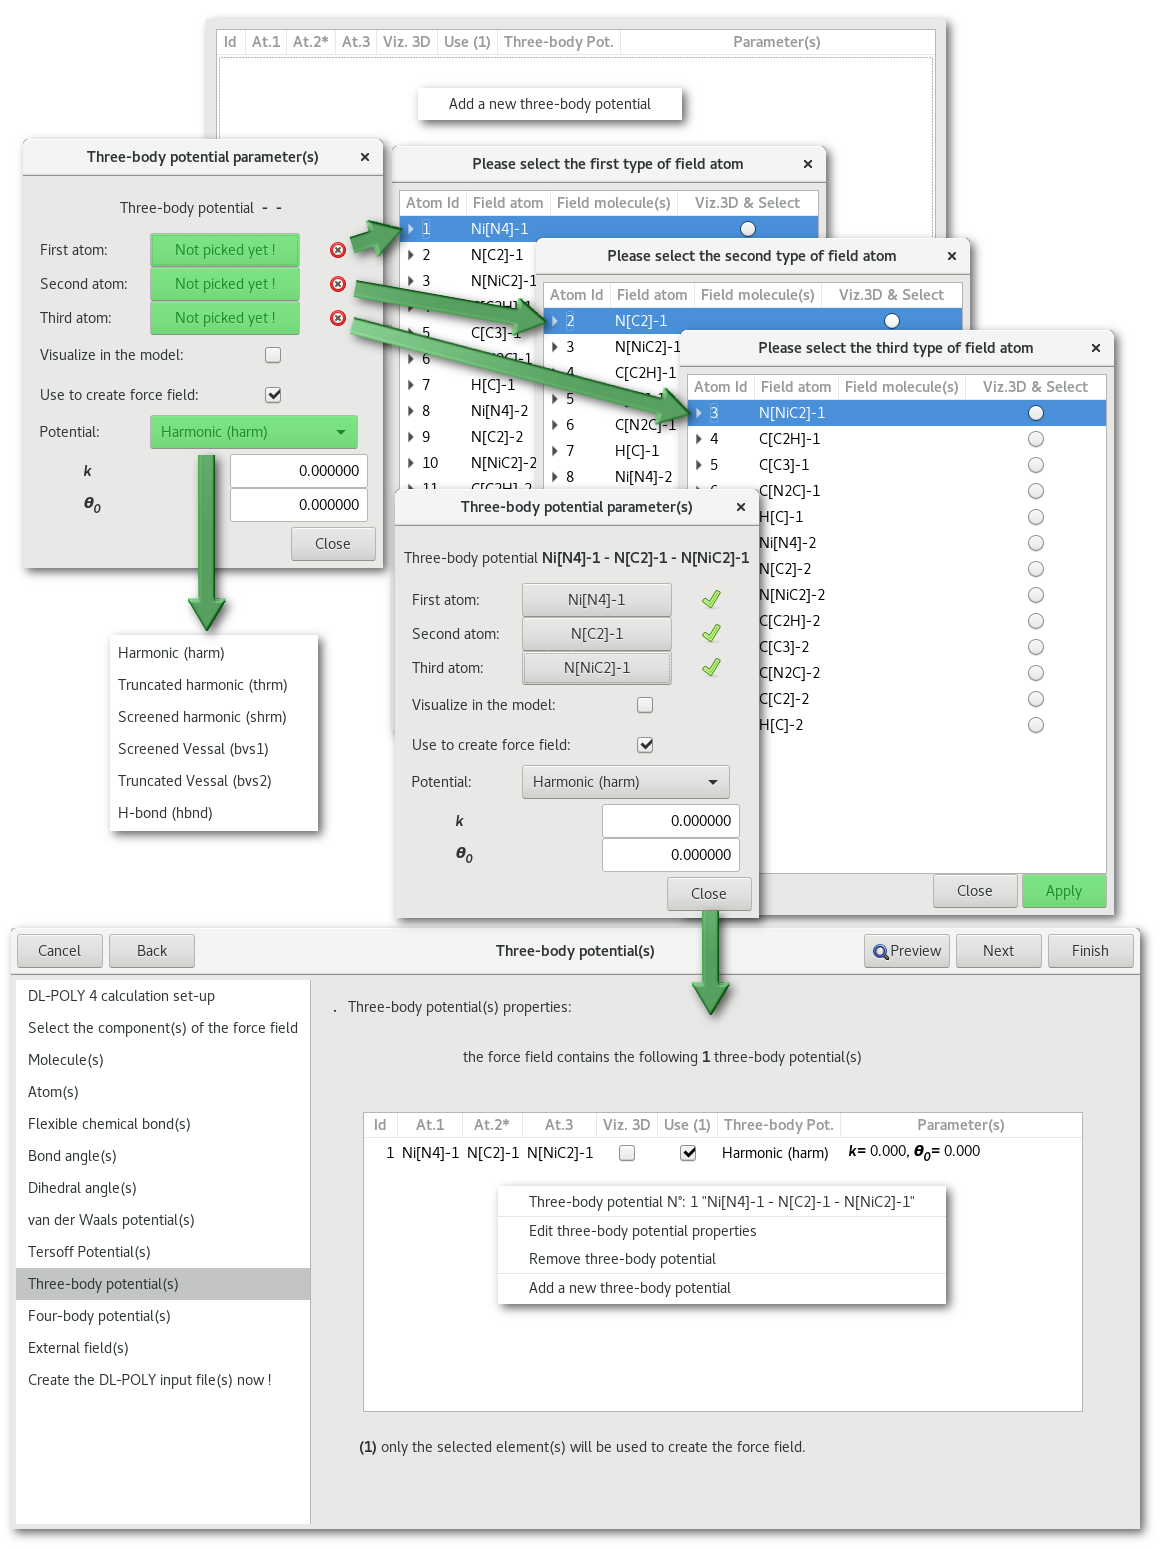 Id At.1 At.2* At.3 Viz. 3D Use (1) Three-body Pot. Parameter(s)
Add a new three-body potential
Three-body potential parameter(s)
Three-body potential - -
First atom: Not picked yet !
Second atom: Not picked yet !
Third atom: Not picked yet !
Visualize in the model:
Use to create force field:
Potential: Harmonic (harm)
k 0.000000
θ0 0.000000
Close
Harmonic (harm)
Truncated harmonic (thrm)
Screened harmonic (shrm)
Screened Vessal (bvs1)
Truncated Vessal (bvs2)
H-bond (hbnd)
Please select the first type of field atom
Atom Id Field atom Field molecule(s) Viz.3D & Select
1 Ni[N4]-1
2 N[C2]-1
3 N[NiC2]-1
5 C[C3]-1
6
7 H[C]-1
8 Ni[N4]-2
9 N[C2]-2
10 N[NiC2]-2
11 C[C2H]-2
Please select the second type of field atom
Atom Id Field atom Field molecule(s) Viz.3D & Select
2 N[C2]-1
3 N[NiC2]-1
4 C[C2H]-1
5
6 C[N2C]-1
7 H[C]-1
8 Ni[N4]-2
Please select the third type of field atom
Atom Id Field atom Field molecule(s) Viz.3D & Select
3 N[NiC2]-1
4 C[C2H]-1
5 C[C3]-1
6 C[N2C]-1
H[C]-1
Ni[N4]-2
N[C2]-2
N[NiC2]-2
C[C2H]-2
C[C3]-2
C[N2C]-2
C[C2]-2
H[C]-2
Close Apply
Three-body potential parameter(s)
Three-body potential Ni[N4]-1 - N[C2]-1 - N[NiC2]-1
First atom: Ni[N4]-1
Second atom: N[C2]-1
Third atom: N[NiC2]-1
Visualize in the model:
Use to create force field:
Potential: Harmonic (harm)
k 0.000000
θ0 0.000000
Close
Cancel Back Three-body potential(s) Preview Next Finish
DL-POLY 4 calculation set-up
Select the component(s) of the force field
Molecule(s)
Atom(s)
Flexible chemical bond(s)
Bond angle(s)
Dihedral angle(s)
van der Waals potential(s)
Tersoff Potential(s)
Three-body potential(s)
Four-body potential(s)
External field(s)
Create the DL-POLY input file(s) now !
. Three-body potential(s) properties:
the force field contains the following 1 three-body potential(s)
Id At.1 At.2* At.3 Viz. 3D Use (1) Three-body Pot. Parameter(s)
1 Ni[N4]-1 N[C2]-1 N[NiC2]-1 Harmonic (harm) k= 0.000, θ0= 0.000
Three-body potential N°: 1 "Ni[N4]-1 - N[C2]-1 - N[NiC2]-1"
Edit three-body potential properties
Remove three-body potential
Add a new three-body potential
(1) only the selected element(s) will be used to create the force field.